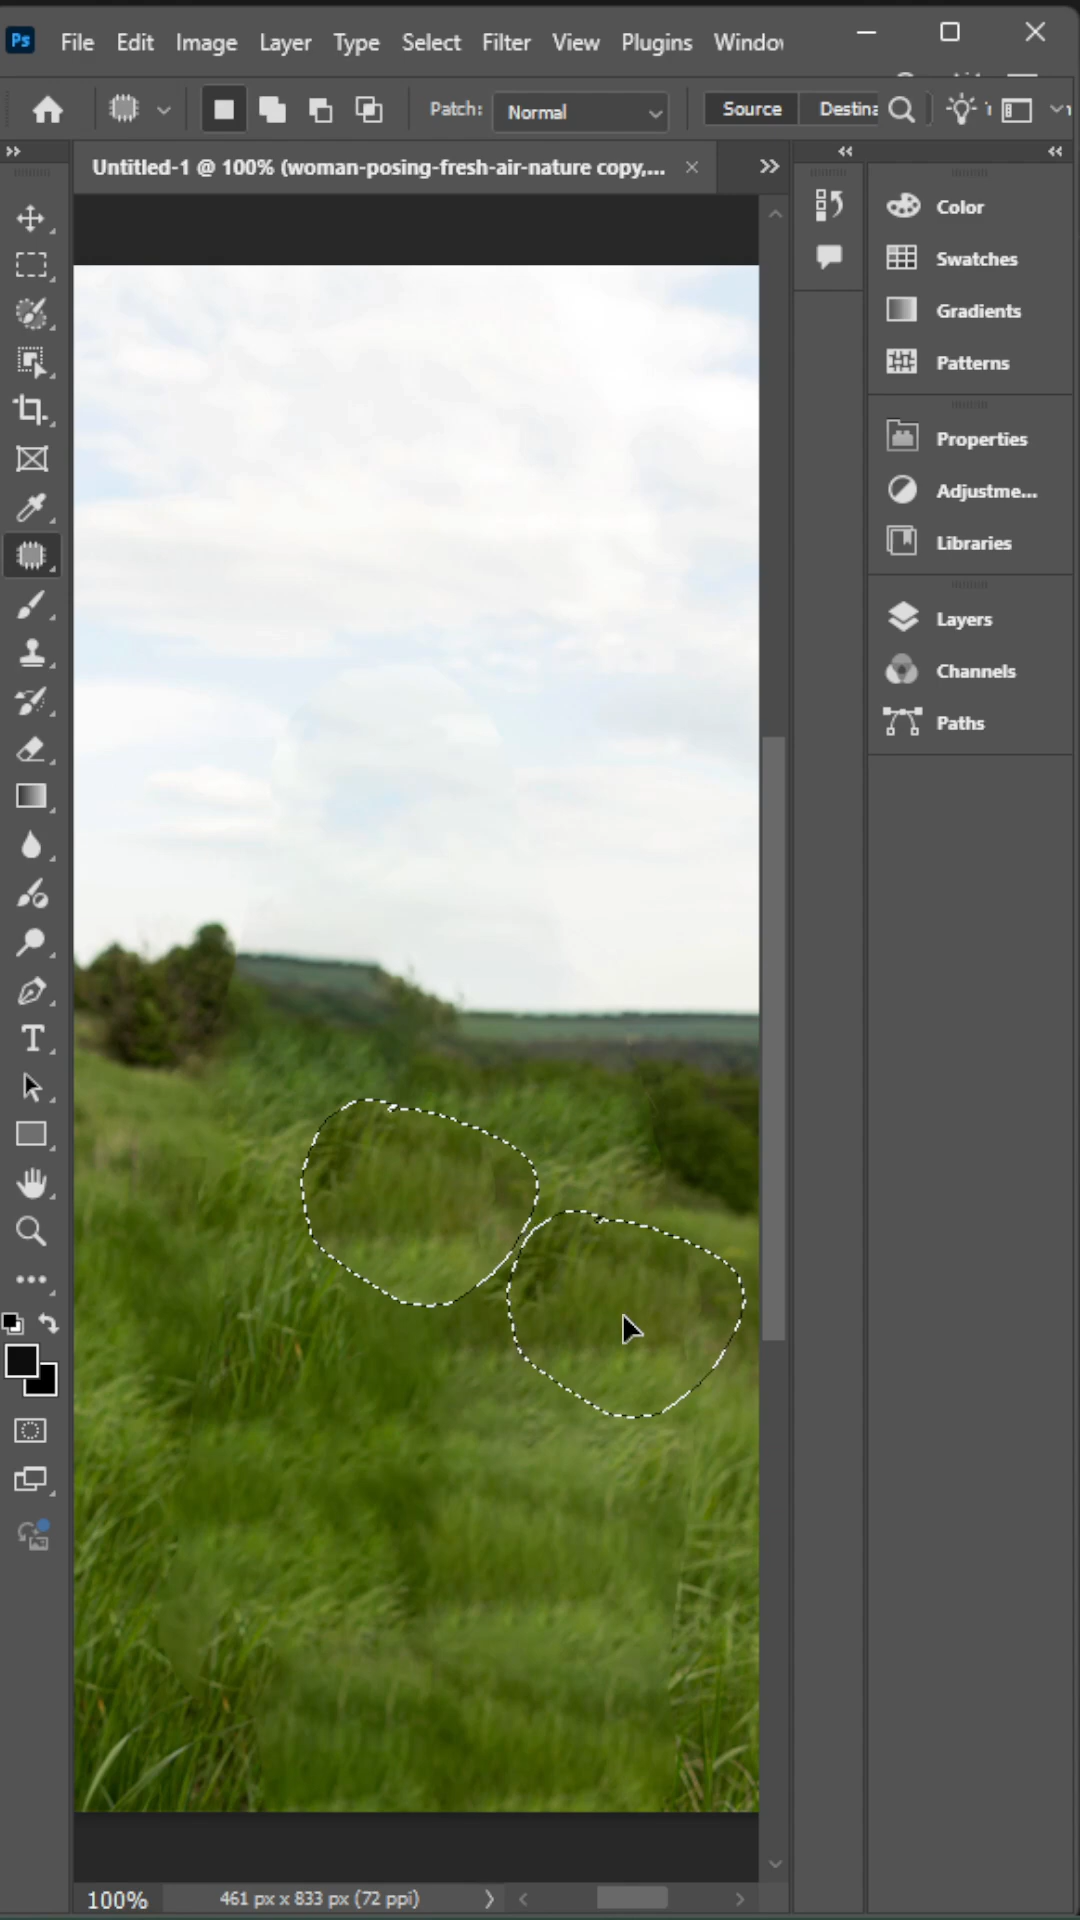 Ps File Edit Image Layer Type Select Filter View Plugins Windov
Patch: Normal Source Destina
Untitled-1 @ 100% (woman-posing-fresh-air-nature copy,...
Color
Swatches
Gradients
Patterns
Properties
Adjustme...
Libraries
Layers
Channels
Paths
100% 461 px x 833 px (72 ppi)